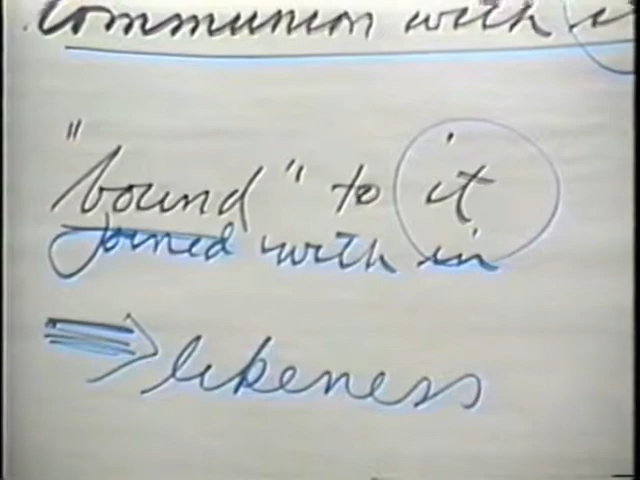 Communion with
"bound" to it
joined with in
⇒ likeness